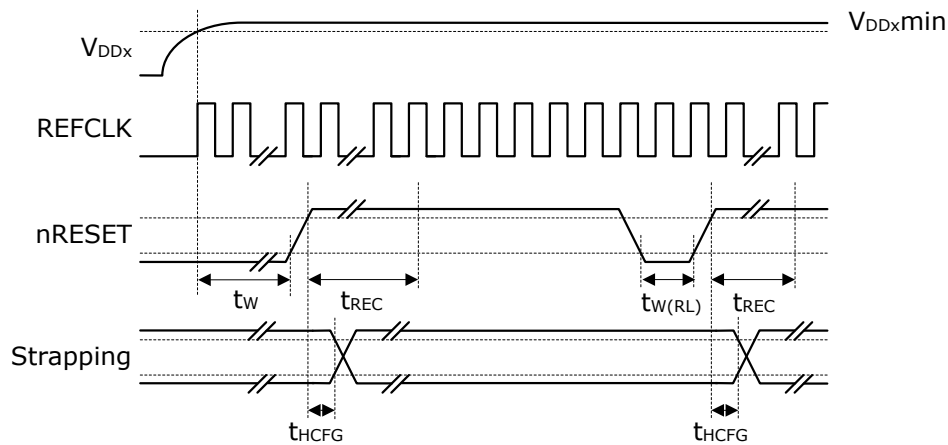 VDDxmin
VDDx
REFCLK
nRESET
tW
tREC
tW(RL)
tREC
Strapping
tHCFG
tHCFG